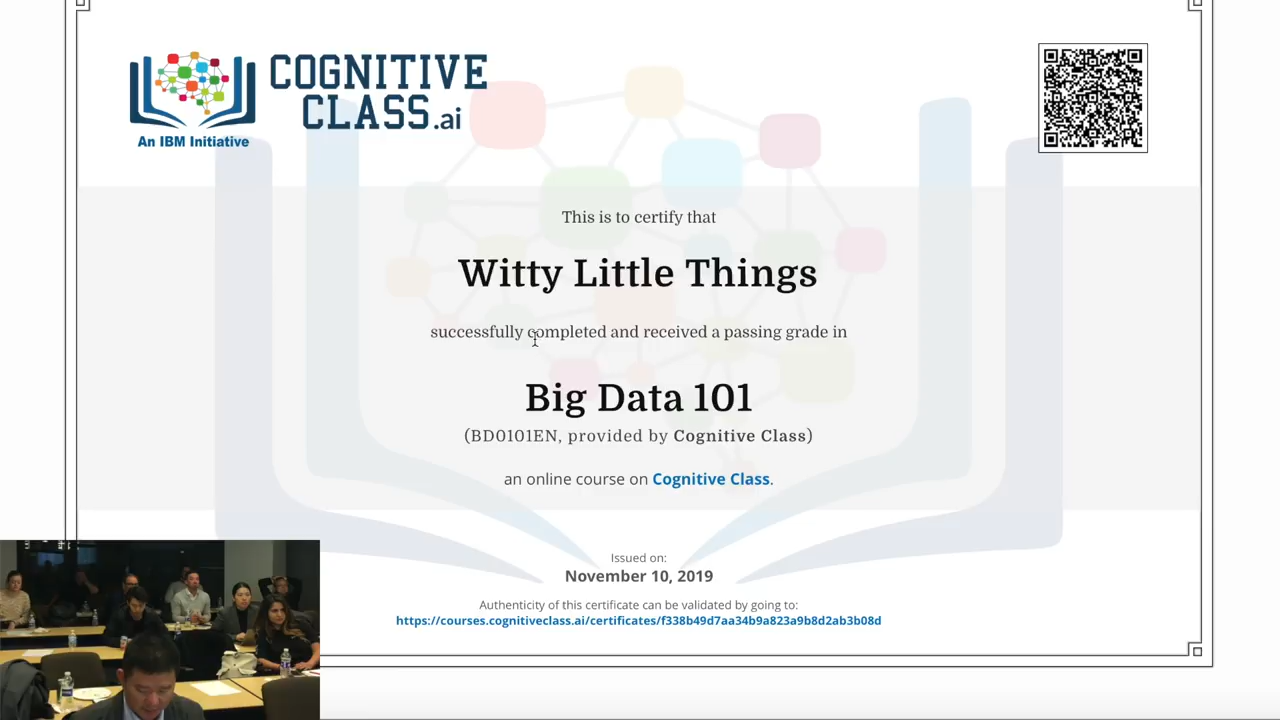 COGNITIVE
CLASS.ai
An IBM Initiative
This is to certify that
Witty Little Things
successfully completed and received a passing grade in
Big Data 101
(BD0101EN, provided by Cognitive Class)
an online course on Cognitive Class.
Issued on:
November 10, 2019
Authenticity of this certificate can be validated by going to:
https://courses.cognitiveclass.ai/certificates/f338b49d7aa34b9a823a9b8d2ab3b08d